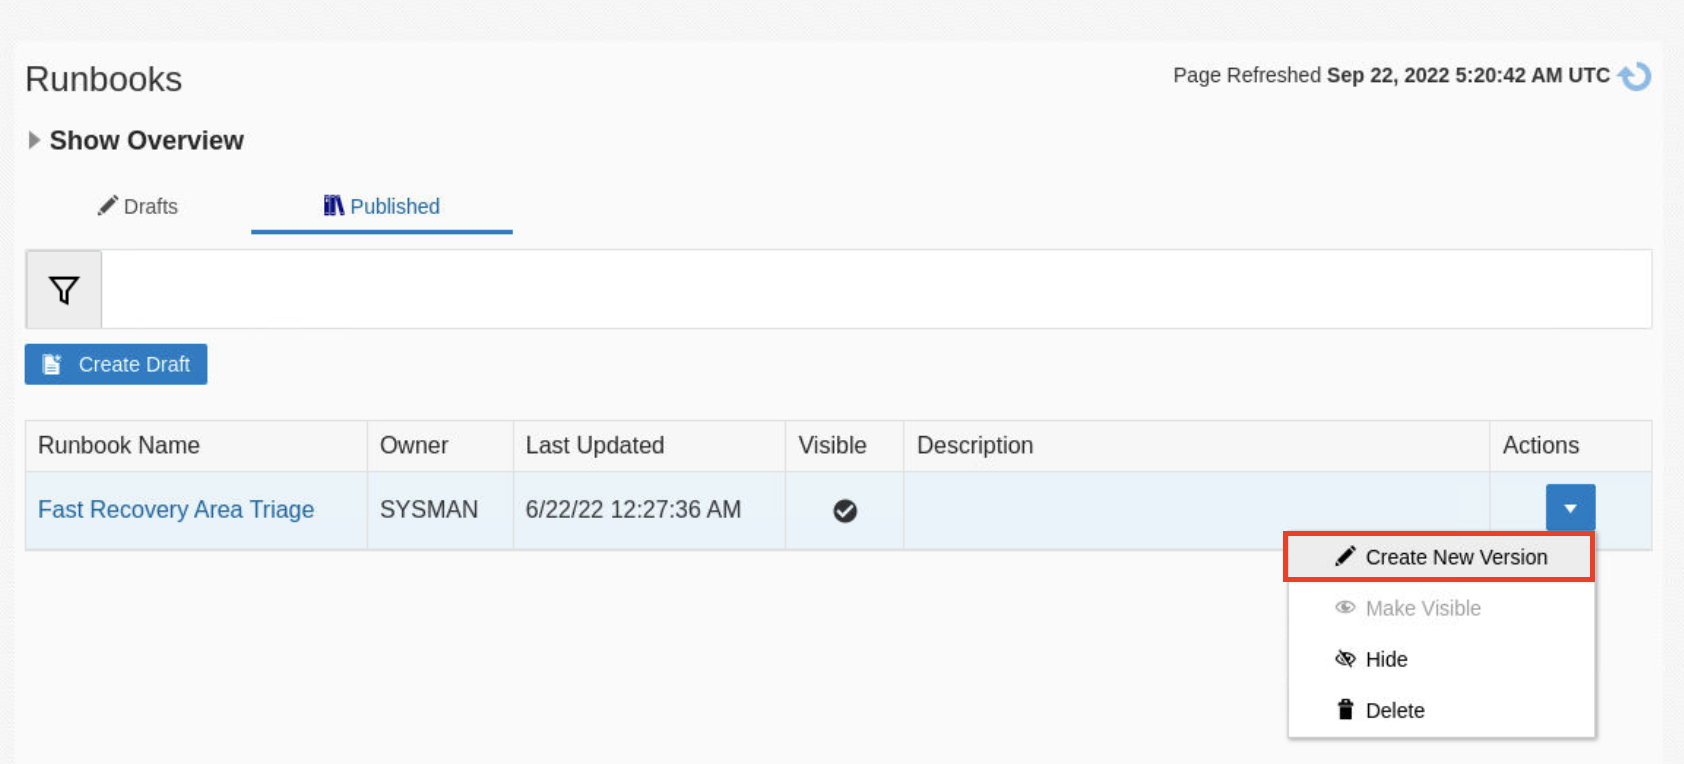 Runbooks
Page Refreshed Sep 22, 2022 5:20:42 AM UTC
Show Overview
Drafts
Published
Create Draft
Runbook Name Owner Last Updated Visible Description Actions
Fast Recovery Area Triage SYSMAN 6/22/22 12:27:36 AM
Create New Version
Make Visible
Hide
Delete